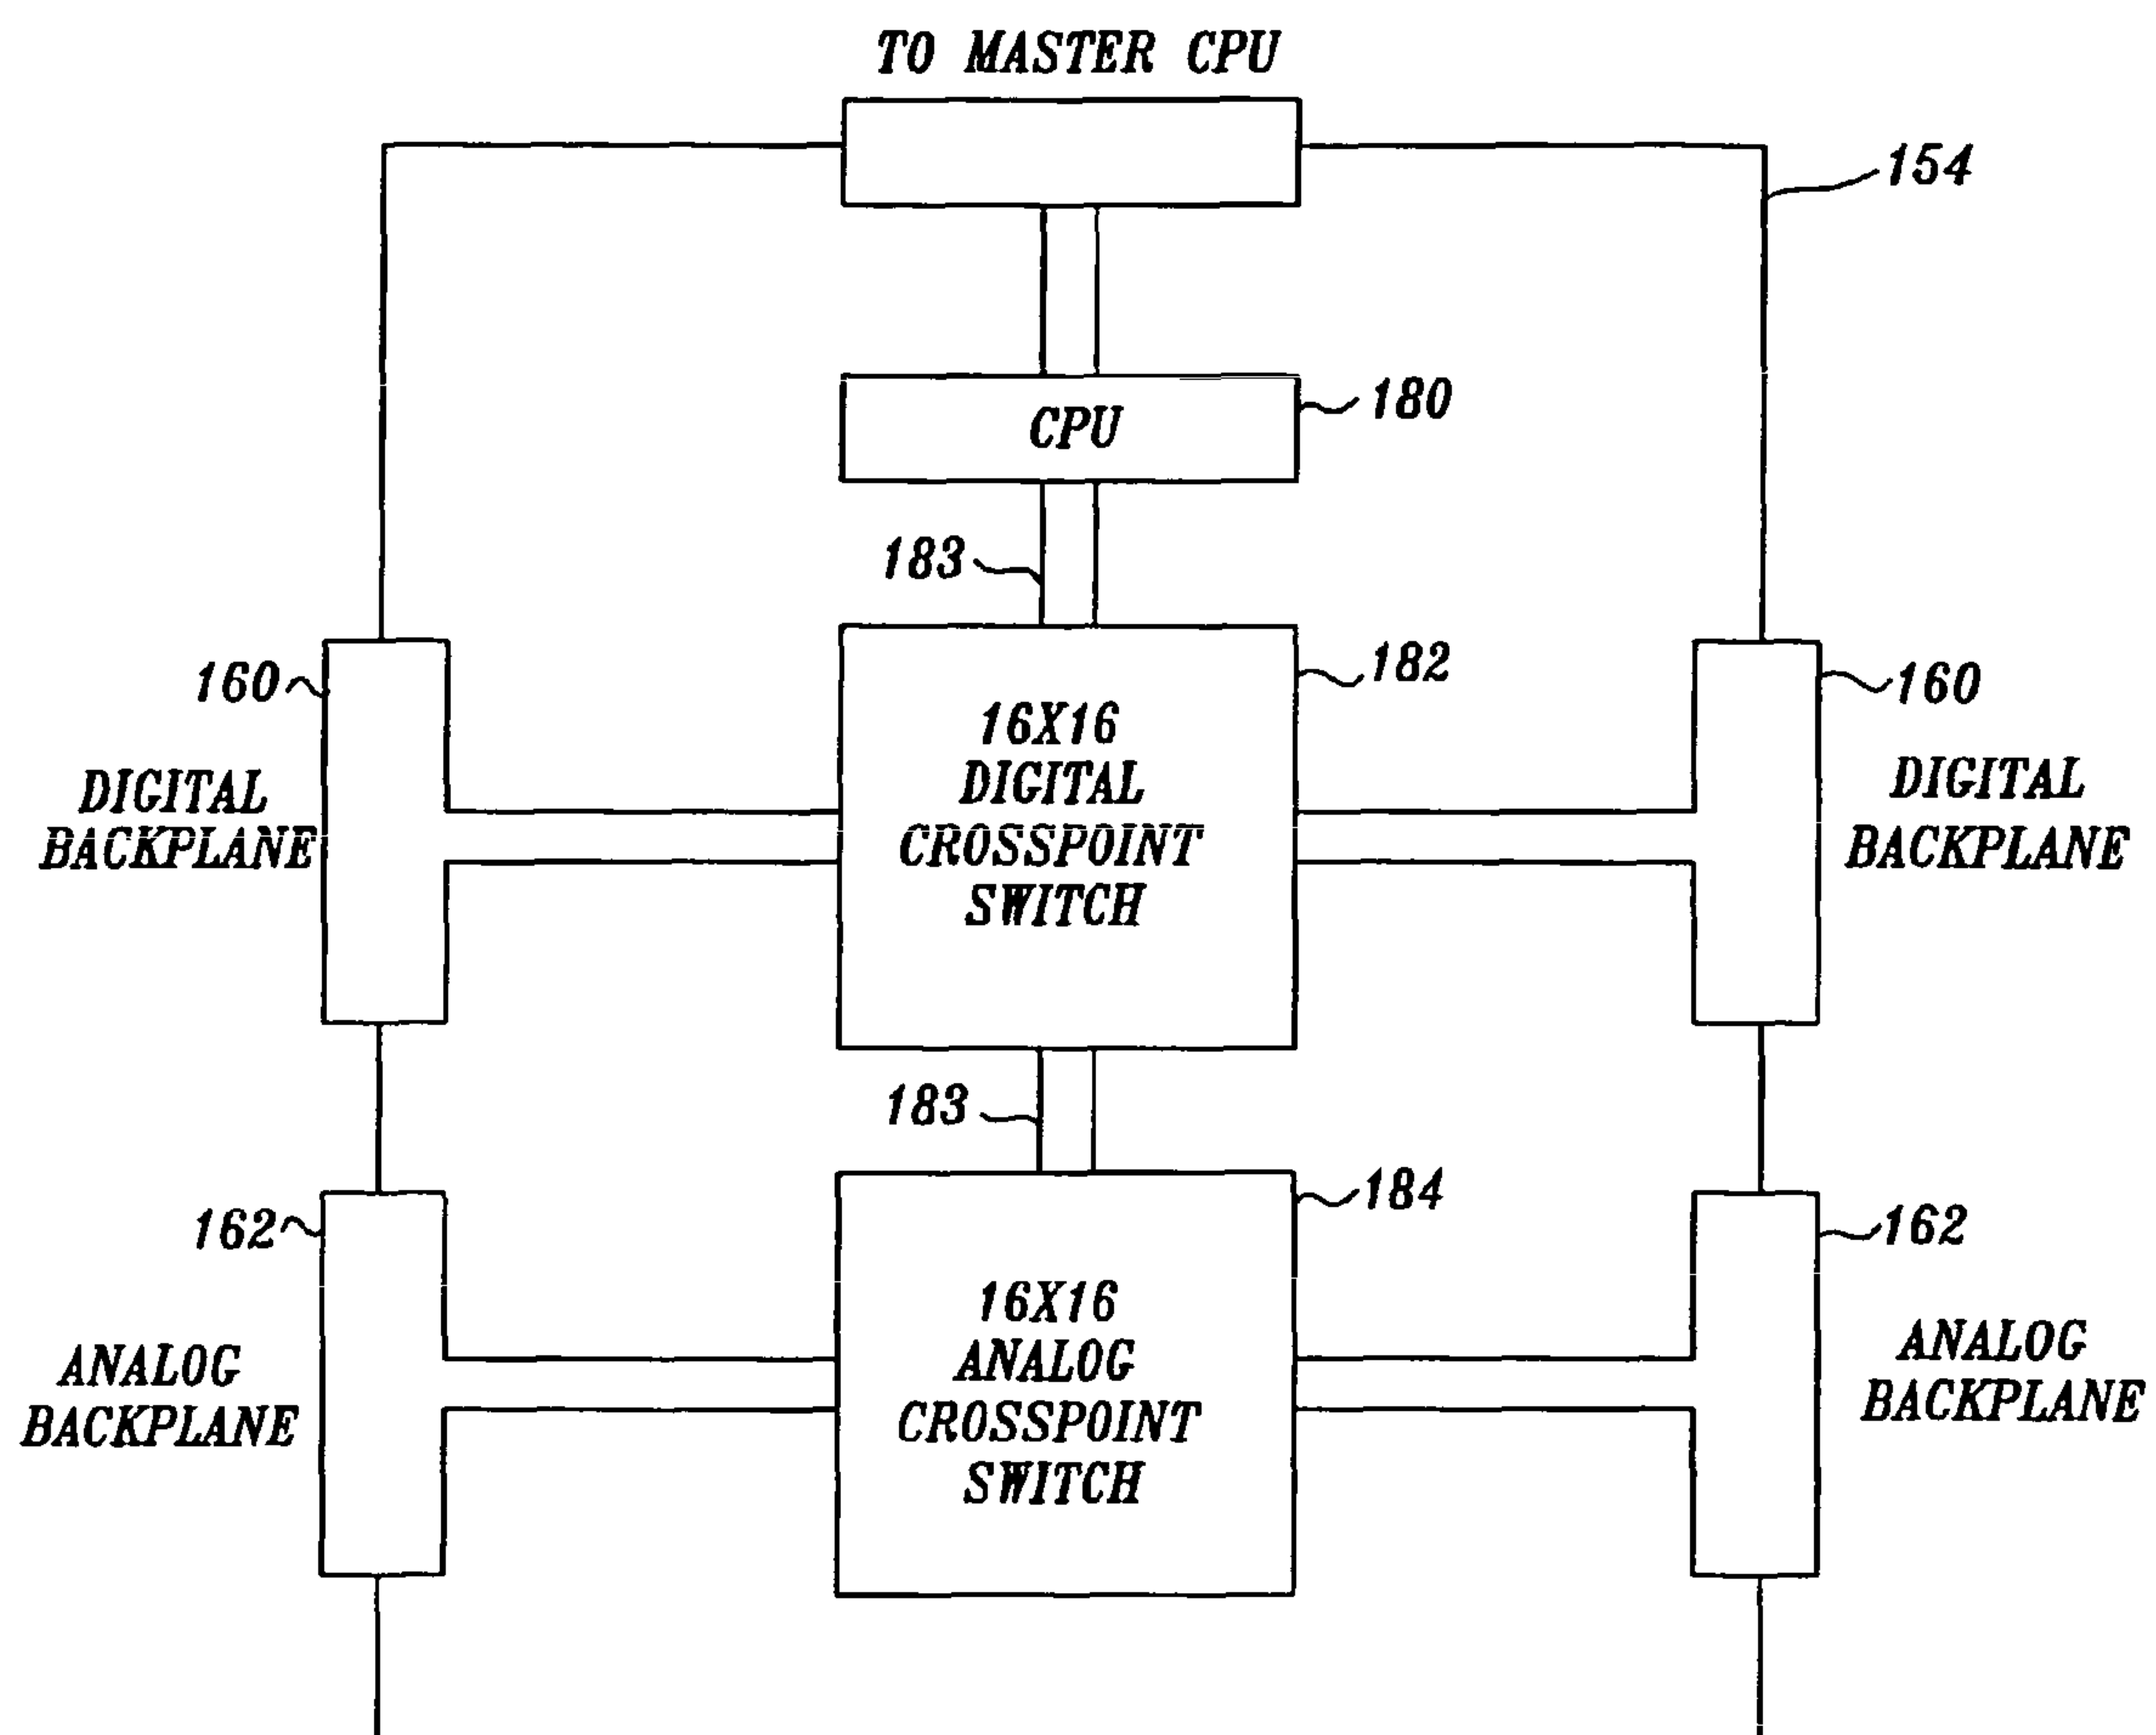 TO MASTER CPU
154
CPU
180
183
160
182
160
16X16
DIGITAL
CROSSPOINT
SWITCH
DIGITAL
BACKPLANE
DIGITAL
BACKPLANE
183
162
184
162
16X16
ANALOG
CROSSPOINT
SWITCH
ANALOG
BACKPLANE
ANALOG
BACKPLANE